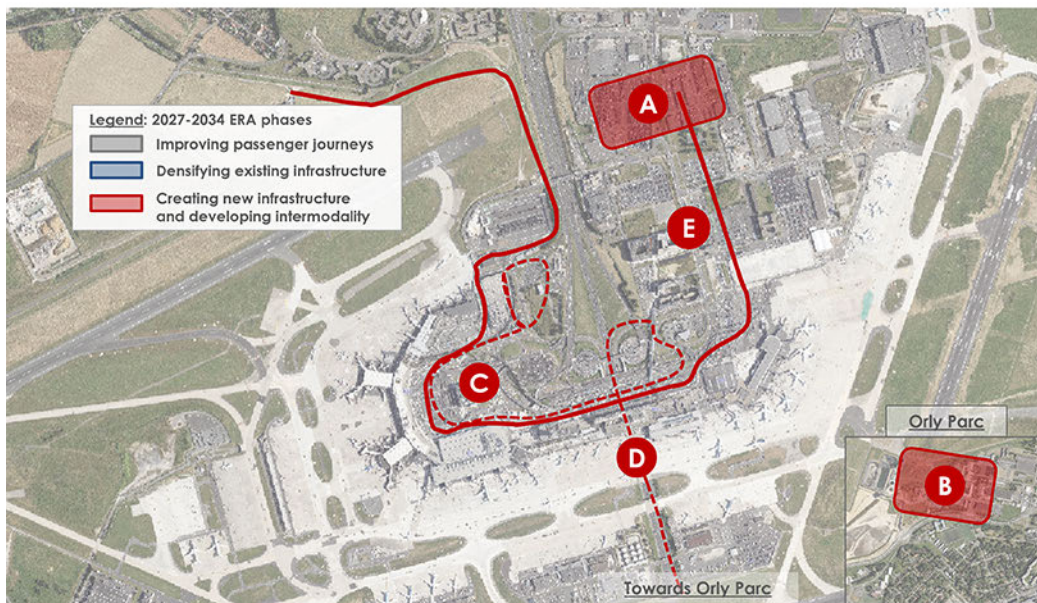 A
Legend: 2027-2034 ERA phases
Improving passenger journeys
Densifying existing infrastructure
Creating new infrastructure
and developing intermodality
E
C
Orly Parc
D
B
Towards Orly Parc